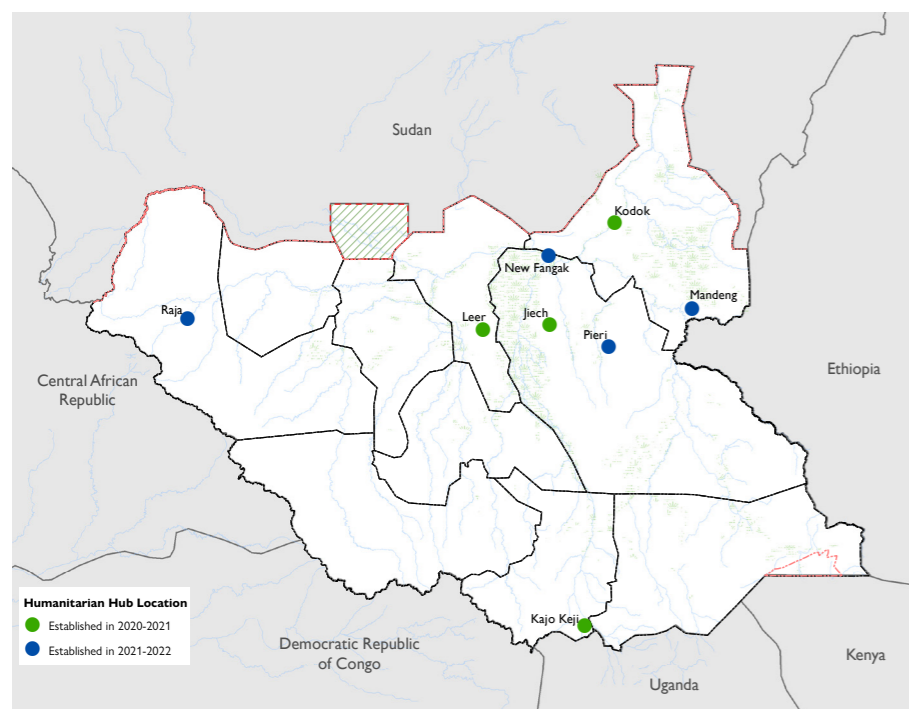 Sudan
Kodok
New Fangak
Mandeng
Raja
Leer
Jiech
Pieri
Central African
Republic
Ethiopia
Humanitarian Hub Location
Established in 2020-2021
Established in 2021-2022
Kajo Keji
Democratic Republic
of Congo
Kenya
Uganda